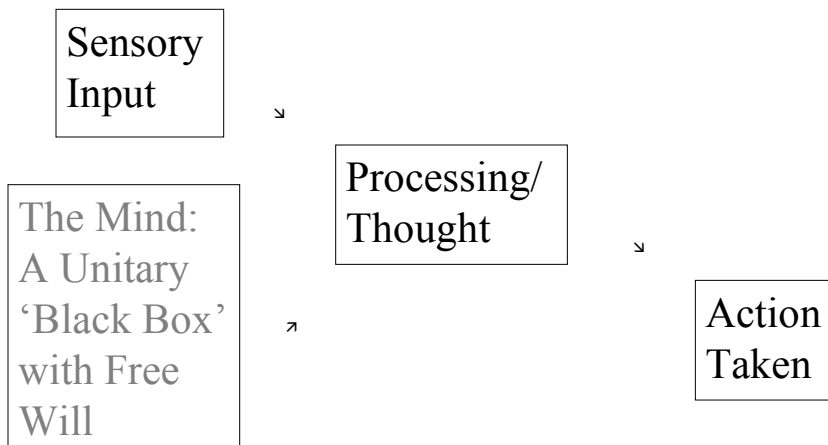 Sensory
Input
Processing/
Thought
The Mind:
A Unitary
‘Black Box’
with Free
Will
Action
Taken